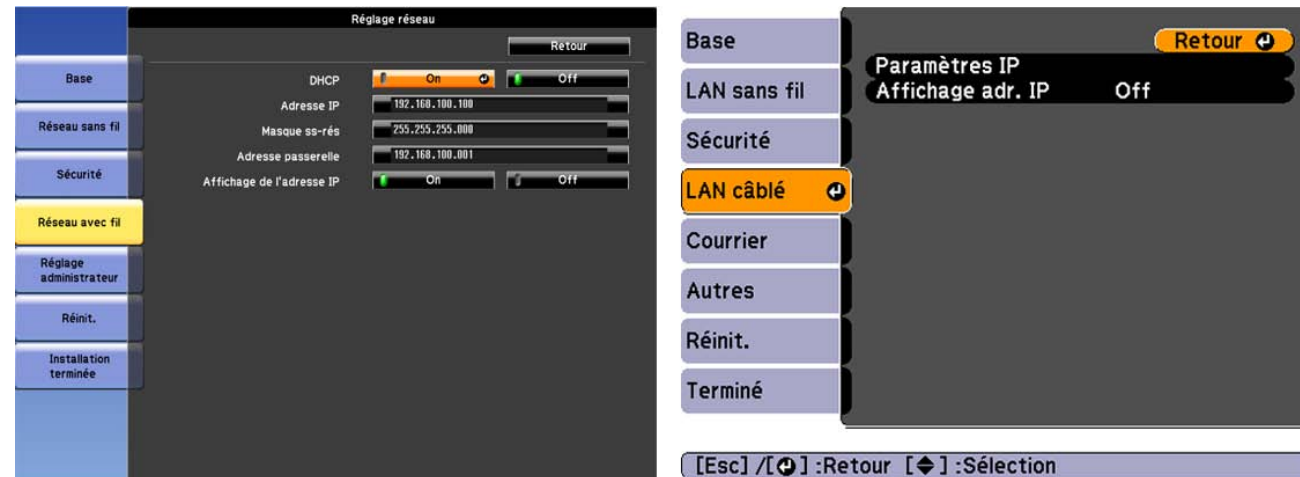 Réglage réseau
Retour
Base
Réseau sans fil
Sécurité
Réseau avec fil
Réglage
administrateur
Réinit.
Installation
terminée
DHCP On Off
Adresse IP 192.168.100.100
Masque ss-rés 255.255.255.000
Adresse passerelle 192.168.100.001
Affichage de l'adresse IP On Off
Base
LAN sans fil
Sécurité
LAN câblé
Courrier
Autres
Réinit.
Terminé
Retour
Paramètres IP
Affichage adr. IP Off
[Esc] /[ ] :Retour [ ] :Sélection